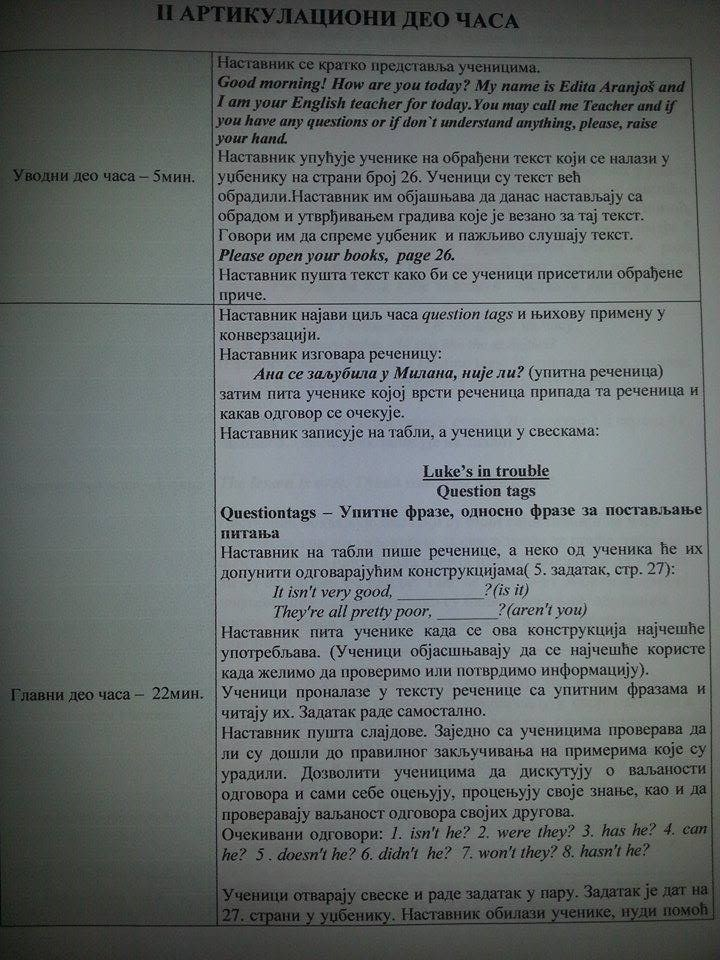 II АРТИКУЛАЦИОНИ ДЕО ЧАСА
Уводни део часа – 5мин.
Наставник се кратко представља ученицима.
Good morning! How are you today? My name is Edita Aranjoš and
I am your English teacher for today.You may call me Teacher and if
you have any questions or if don`t understand anything, please, raise
your hand.
Наставник упућује ученике на обрађени текст који се налази у
уџбенику на страни број 26. Ученици су текст већ
обрадили.Наставник им објашњава да данас настављају са
обрадом и утврђивањем градива које је везано за тај текст.
Говори им да спреме уџбеник и пажљиво слушају текст.
Please open your books, page 26.
Наставник пушта текст како би се ученици присетили обрађене
приче.
Главни део часа – 22мин.
Наставник најави циљ часа question tags и њихову примену у
конверзацији.
Наставник изговара реченицу:
Ана се заљубила у Милана, није ли? (упитна реченица)
затим пита ученике којој врсти реченица припада та реченица и
какав одговор се очекује.
Наставник записује на табли, а ученици у свескама:
Luke's in trouble
Question tags
Questiontags – Упитне фразе, односно фразе за постављање
питања
Наставник на табли пише реченице, а неко од ученика ће их
допунити одговарајућим конструкцијама( 5. задатак, стр. 27):
It isn't very good, __________?(is it)
They're all pretty poor, _______?(aren't you)
Наставник пита ученике када се ова конструкција најчешће
употребљава. (Ученици објасшњавају да се најчешће користе
када желимо да проверимо или потврдимо информацију).
Ученици проналазе у тексту реченице са упитним фразама и
читају их. Задатак раде самостално.
Наставник пушта слајдове. Заједно са ученицима проверава да
ли су дошли до правилног закључивања на примерима које су
урадили. Дозволити ученицима да дискутују о ваљаности
одговора и сами себе оцењују, процењују своје знање, као и да
проверавају ваљаност одговора својих другова.
Очекивани одговори: 1. isn't he? 2. were they? 3. has he? 4. can
he? 5 . doesn't he? 6. didn't he? 7. won't they? 8. hasn't he?
Ученици отварају свеске и раде задатак у пару. Задатак је дат на
27. страни у уџбенику. Наставник обилази ученике, нуди помоћ